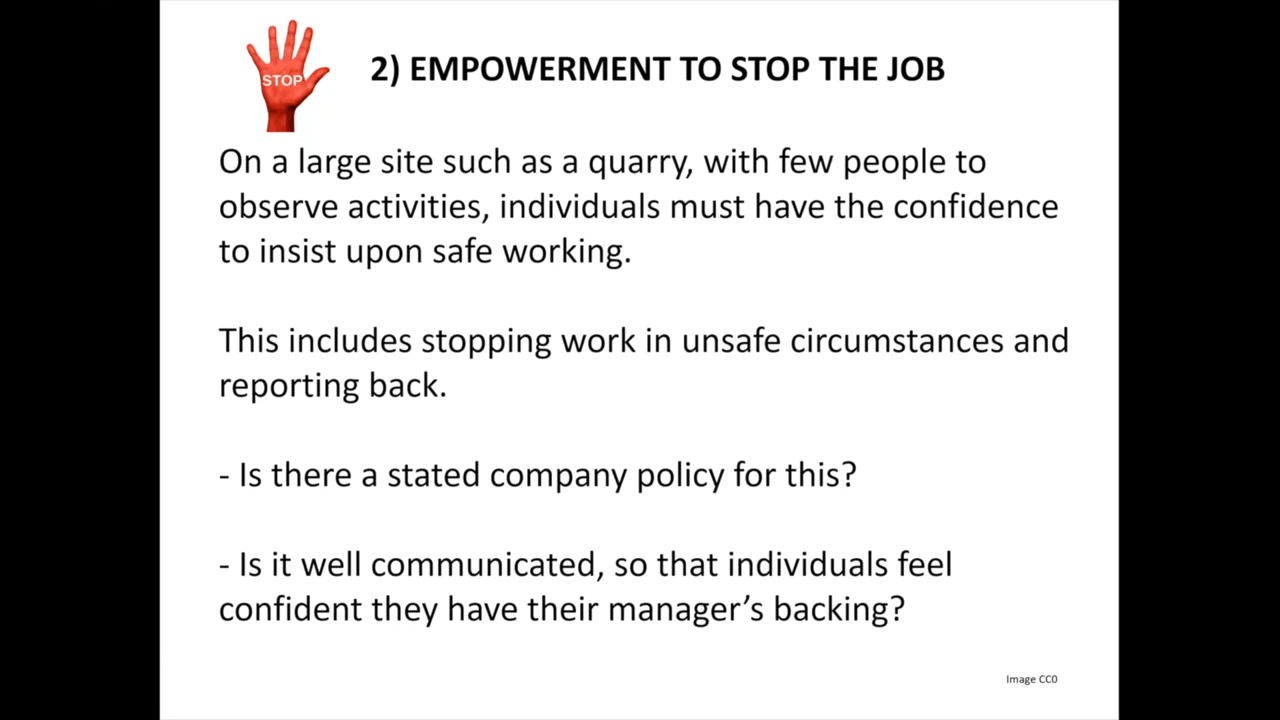 STOP
2) EMPOWERMENT TO STOP THE JOB
On a large site such as a quarry, with few people to
observe activities, individuals must have the confidence
to insist upon safe working.
This includes stopping work in unsafe circumstances and
reporting back.
- Is there a stated company policy for this?
- Is it well communicated, so that individuals feel
confident they have their manager’s backing?
Image CC0